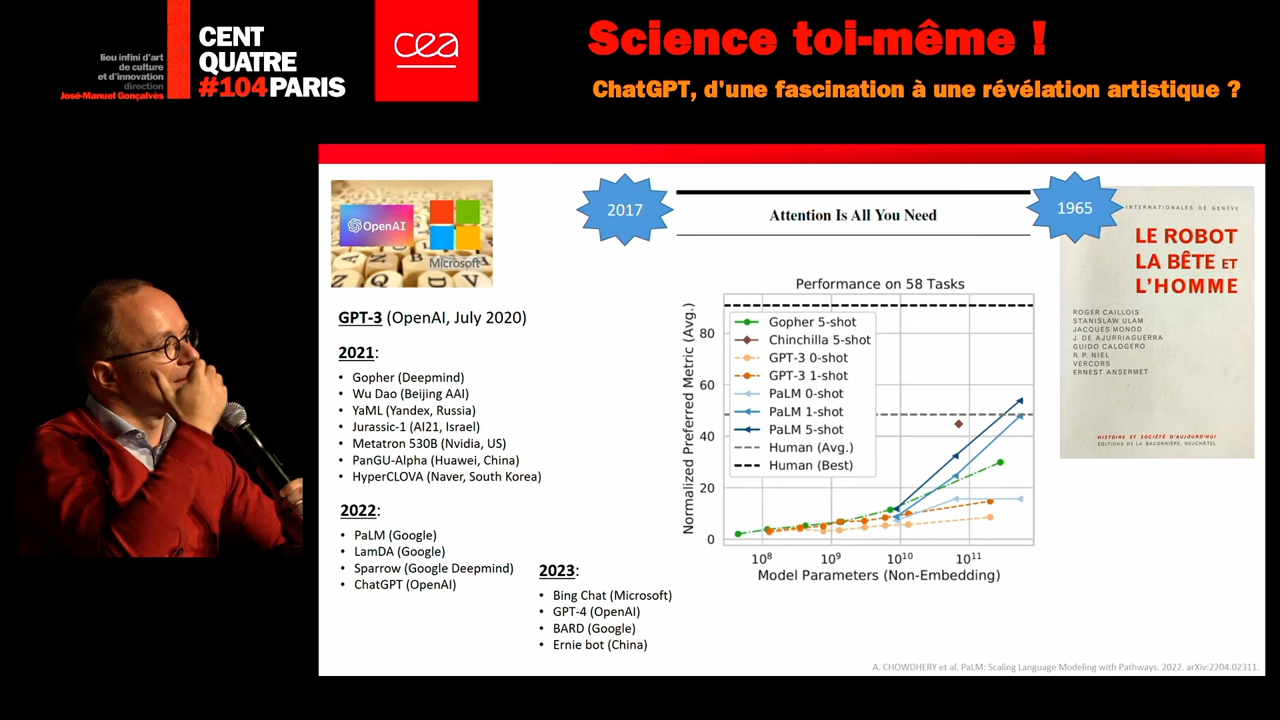 lieu infini d'art
de culture
et d'innovation
direction
José-Manuel Gonçalvès
CENT
QUATRE
#104PARIS
cea
Science toi-même !
ChatGPT, d'une fascination à une révélation artistique ?
OpenAI
Microsoft
GPT-3 (OpenAI, July 2020)
2021:
• Gopher (Deepmind)
• Wu Dao (Beijing AAI)
• YaML (Yandex, Russia)
• Jurassic-1 (AI21, Israel)
• Metatron 530B (Nvidia, US)
• PanGU-Alpha (Huawei, China)
• HyperCLOVA (Naver, South Korea)
2022:
• PaLM (Google)
• LamDA (Google)
• Sparrow (Google Deepmind)
• ChatGPT (OpenAI)
2023:
• Bing Chat (Microsoft)
• GPT-4 (OpenAI)
• BARD (Google)
• Ernie bot (China)
2017
Attention Is All You Need
1965
Performance on 58 Tasks
Normalized Preferred Metric (Avg.)
80
60
40
20
0
Gopher 5-shot
Chinchilla 5-shot
GPT-3 0-shot
GPT-3 1-shot
PaLM 0-shot
PaLM 1-shot
PaLM 5-shot
Human (Avg.)
Human (Best)
10⁸
10⁹
10¹⁰
10¹¹
Model Parameters (Non-Embedding)
INTERNATIONALES DE GENÈVE
LE ROBOT
LA BÊTE ET
L'HOMME
ROGER CAILLOIS
STANISLAW ULAM
JACQUES MONOD
J. DE AJURRIAGUERRA
GUIDO CALOGERO
R. P. NIEL
VERCORS
ERNEST ANSERMET
HISTOIRE ET SOCIÉTÉ D'AUJOURD'HUI
ÉDITIONS DE LA BACONNIÈRE, NEUCHÂTEL
A. CHOWDHERY et al. PaLM: Scaling Language Modeling with Pathways. 2022. arXiv:2204.02311.